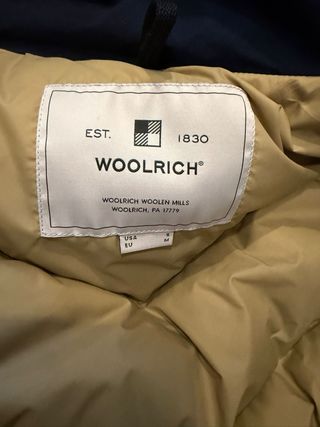 EST. 1830
WOOLRICH®
WOOLRICH WOOLEN MILLS
WOOLRICH, PA 17779
USA S
EU M